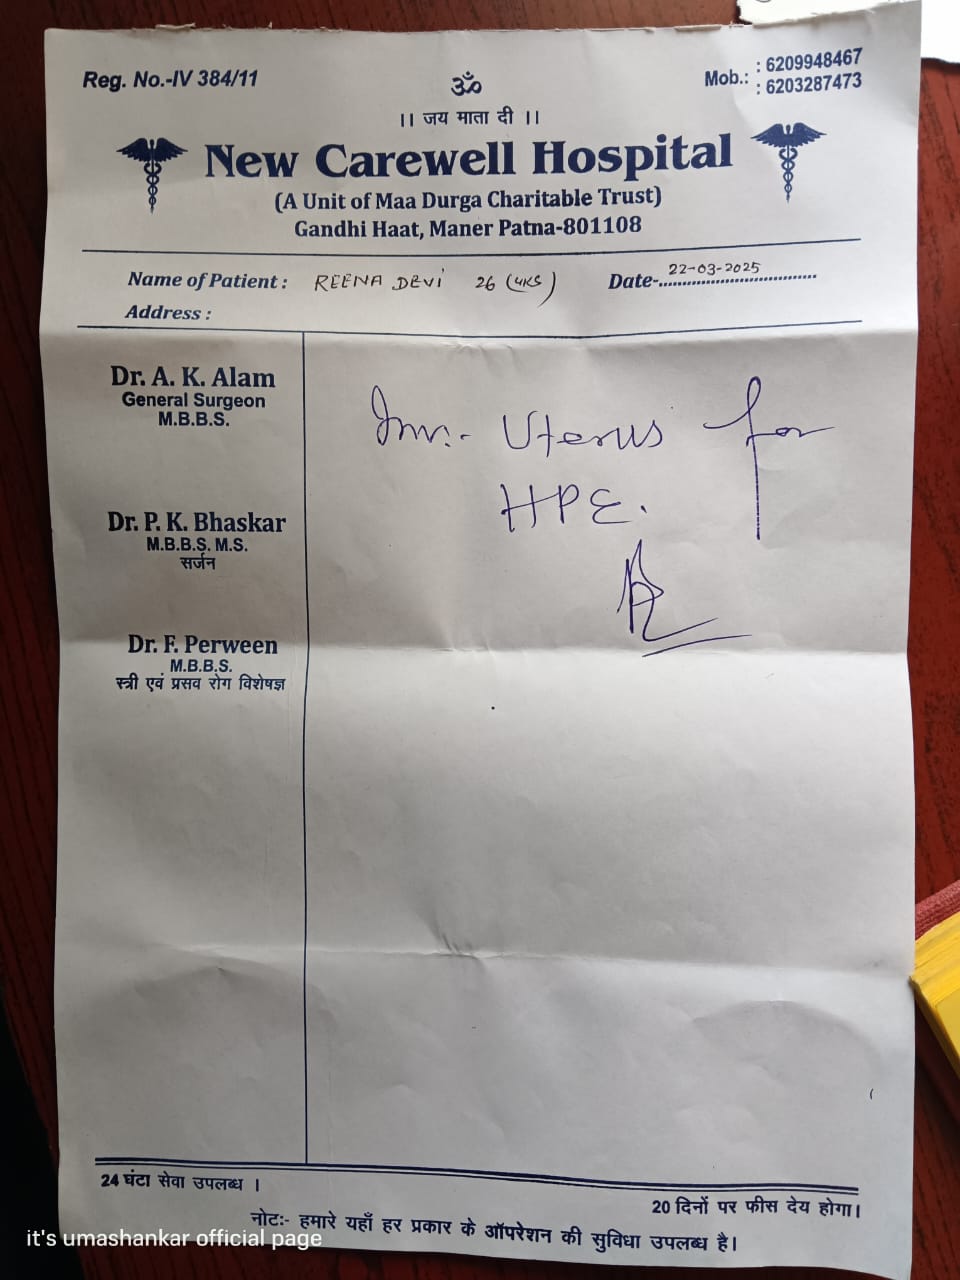 Reg. No.-IV 384/11
ॐ
Mob.: : 6209948467
: 6203287473
।। जय माता दी ।।
New Carewell Hospital
(A Unit of Maa Durga Charitable Trust)
Gandhi Haat, Maner Patna-801108
Name of Patient : REENA DEVI 26 (YRS) Date-22-03-2025
Address :
Dr. A. K. Alam
General Surgeon
M.B.B.S.
Inv.- Uterus for
HPE.
Dr. P. K. Bhaskar
M.B.B.S. M.S.
सर्जन
Dr. F. Perween
M.B.B.S.
स्त्री एवं प्रसव रोग विशेषज्ञ
24 घंटा सेवा उपलब्ध ।
20 दिनों पर फीस देय होगा।
नोटः- हमारे यहाँ हर प्रकार के ऑपरेशन की सुविधा उपलब्ध है।
it's umashankar official page